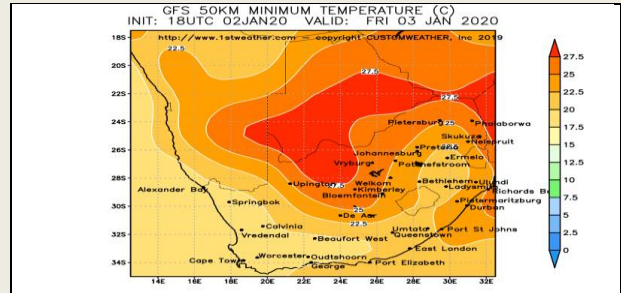 GFS 50KM MINIMUM TEMPERATURE (C)
INIT: 18UTC 02JAN20 VALID: FRI 03 JAN 2020
http://www.1stweather.com — copyright CUSTOMWEATHER, Inc 2019
18S
22.5
20S
27.5
22S
27.5
24S
Pietersburg
25
Phalaborwa
Skukuza
26S
Nelspruit
Johannesburg
Pretoria
Ermelo
Vryburg
Potchefstroom
28S
Alexander Bay
Upington
27.5
Welkom
Kimberley
Bethlehem
Ulundi
Ladysmith
Richards B
Bloemfontein
30S
Springbok
25
De Aar
Pietermaritzburg
Durban
22.5
32S
Calvinia
Vredendal
Beaufort West
Umtata
Queenstown
Port St Johns
East London
34S
Cape Town
Worcester
Oudtshoorn
George
Port Elizabeth
14E 16E 18E 20E 22E 24E 26E 28E 30E 32E
27.5
25
22.5
20
17.5
15
12.5
10
7.5
5
2.5
0